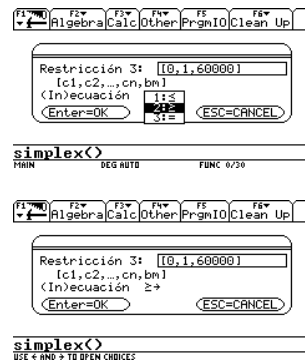 F1 F2 F3 F4 F5 F6
Algebra Calc Other PrgmIO Clean Up
Restricción 3: [0,1,60000]
[c1,c2,…,cn,bm]
(In)ecuación 1:≤
2:≥
3:=
(Enter=OK) (ESC=CANCEL)
simplex()
MAIN DEG AUTO FUNC 0/30
F1 F2 F3 F4 F5 F6
Algebra Calc Other PrgmIO Clean Up
Restricción 3: [0,1,60000]
[c1,c2,…,cn,bm]
(In)ecuación ≥→
(Enter=OK) (ESC=CANCEL)
simplex()
USE ← AND → TO OPEN CHOICES